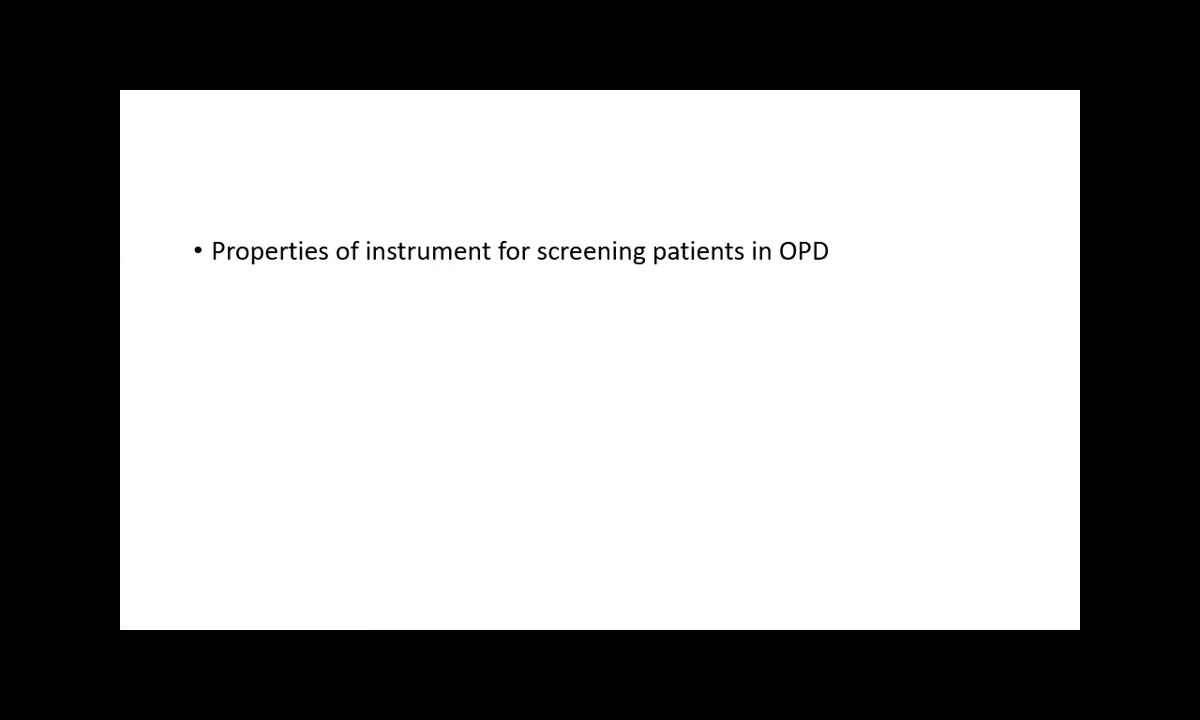 • Properties of instrument for screening patients in OPD